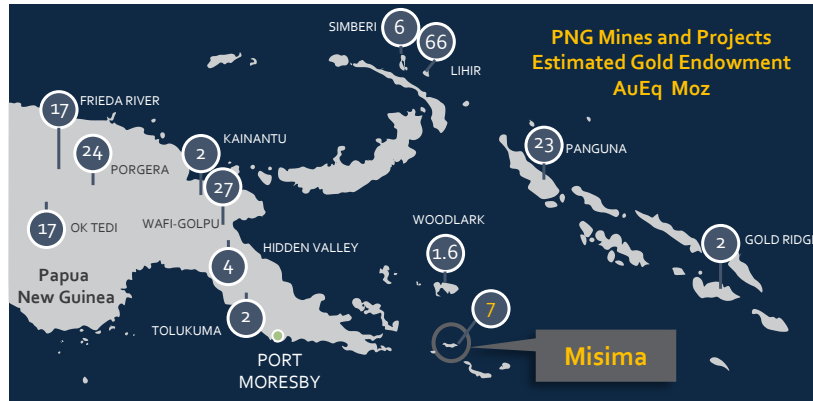 PNG Mines and Projects
Estimated Gold Endowment
AuEq Moz
SIMBERI
6
66
LIHIR
17
FRIEDA RIVER
24
PORGERA
KAINANTU
2
27
WAFI-GOLPU
17
OK TEDI
23
PANGUNA
WOODLARK
1.6
2
GOLD RIDGE
HIDDEN VALLEY
4
Papua
New Guinea
2
TOLUKUMA
7
PORT
MORESBY
Misima